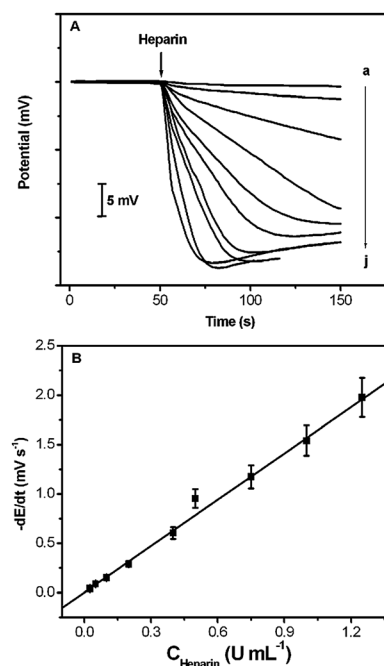 A
Heparin
a
Potential (mV)
5 mV
j
0
50
100
150
Time (s)
B
2.5
2.0
1.5
1.0
0.5
0.0
-dE/dt (mV s⁻¹)
0.0
0.3
0.6
0.9
1.2
C_Heparin (U mL⁻¹)